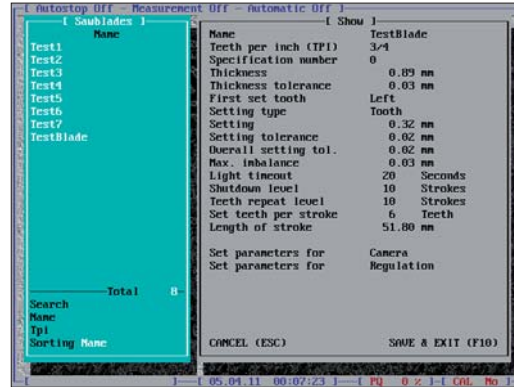 Autostop Off - Measurement Off - Automatic Off
[ Sawblades ]
Name
Test1
Test2
Test3
Test4
Test5
Test6
Test7
TestBlade
Total 8
Search
Name
Tpi
Sorting Name
[ Show ]
Name TestBlade
Teeth per inch (TPI) 3/4
Specification number 0
Thickness 0.89 mm
Thickness tolerance 0.03 mm
First set tooth Left
Setting type Tooth
Setting 0.32 mm
Setting tolerance 0.02 mm
Overall setting tol. 0.02 mm
Max. imbalance 0.03 mm
Light timeout 20 Seconds
Shutdown level 10 Strokes
Teeth repeat level 10 Strokes
Set teeth per stroke 6 Teeth
Length of stroke 51.80 mm
Set parameters for Camera
Set parameters for Regulation
CANCEL (ESC) SAVE & EXIT (F10)
[ 05.04.11 00:07:23 ] [ PQ 0 % ] [ CAL No ]